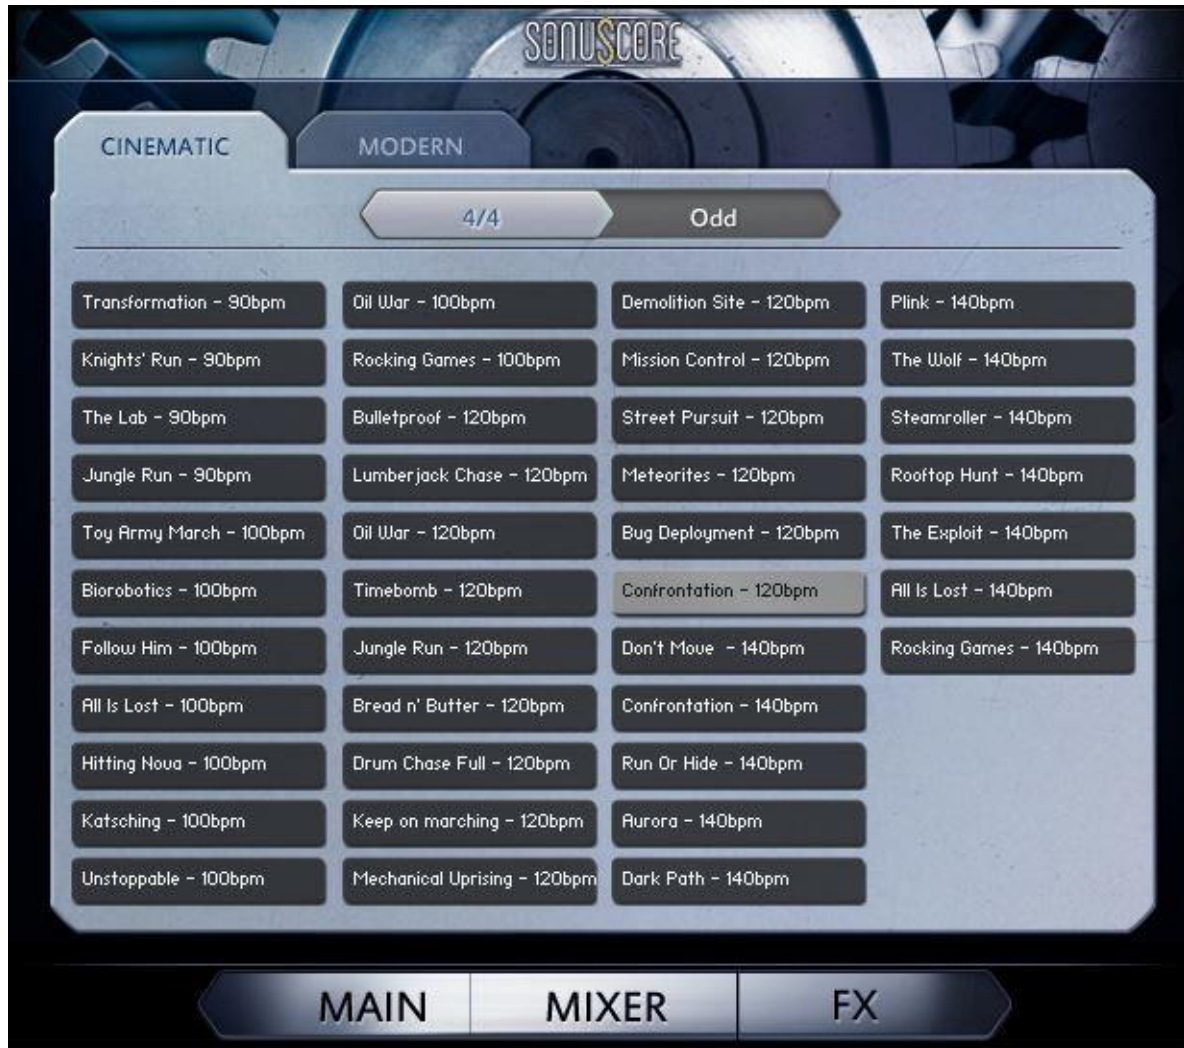 SONUSCORE
CINEMATIC
MODERN
4/4
Odd
Transformation - 90bpm
Oil War - 100bpm
Demolition Site - 120bpm
Plink - 140bpm
Knights' Run - 90bpm
Rocking Games - 100bpm
Mission Control - 120bpm
The Wolf - 140bpm
The Lab - 90bpm
Bulletproof - 120bpm
Street Pursuit - 120bpm
Steamroller - 140bpm
Jungle Run - 90bpm
Lumberjack Chase - 120bpm
Meteorites - 120bpm
Rooftop Hunt - 140bpm
Toy Army March - 100bpm
Oil War - 120bpm
Bug Deployment - 120bpm
The Exploit - 140bpm
Biorobotics - 100bpm
Timebomb - 120bpm
Confrontation - 120bpm
All Is Lost - 140bpm
Follow Him - 100bpm
Jungle Run - 120bpm
Don't Move - 140bpm
Rocking Games - 140bpm
All Is Lost - 100bpm
Bread n' Butter - 120bpm
Confrontation - 140bpm
Hitting Nova - 100bpm
Drum Chase Full - 120bpm
Run Or Hide - 140bpm
Katsching - 100bpm
Keep on marching - 120bpm
Aurora - 140bpm
Unstoppable - 100bpm
Mechanical Uprising - 120bpm
Dark Path - 140bpm
MAIN
MIXER
FX